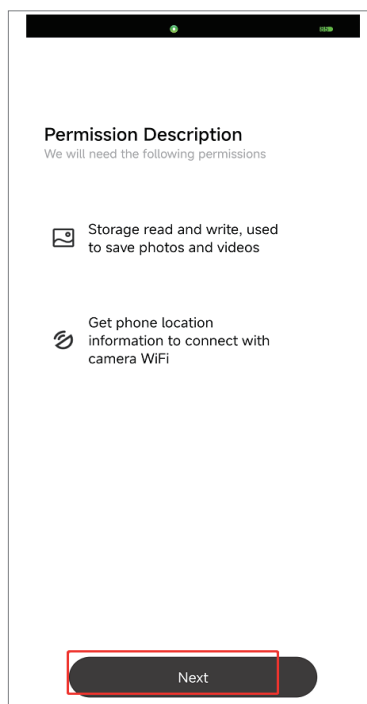 Permission Description
We will need the following permissions
Storage read and write, used
to save photos and videos
Get phone location
information to connect with
camera WiFi
Next